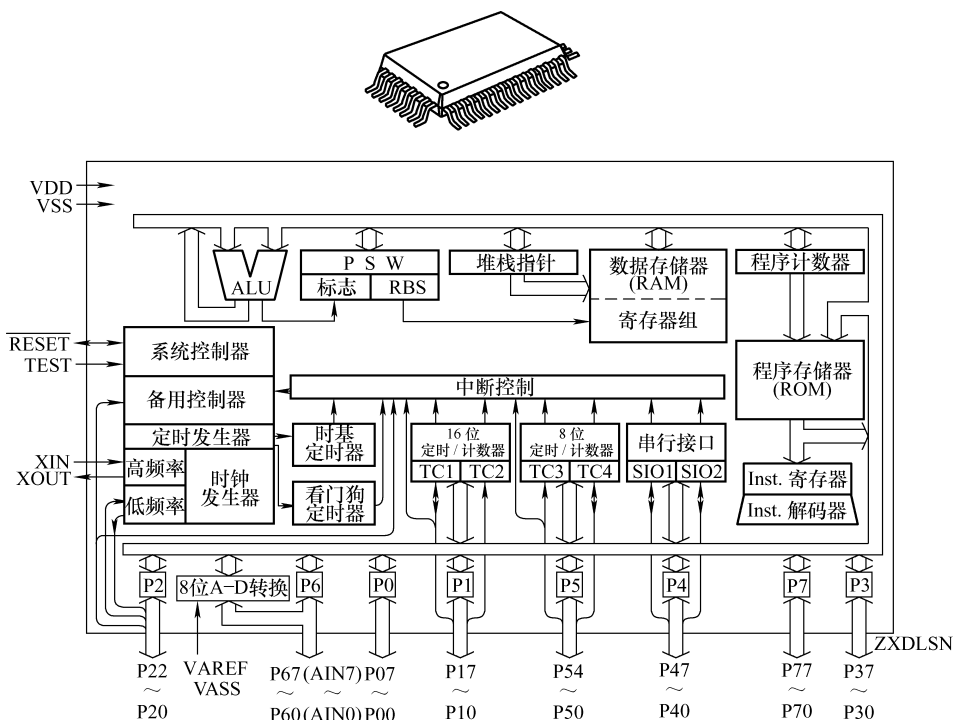 VDD
VSS
P S W
标志
RBS
ALU
堆栈指针
数据存储器
(RAM)
寄存器组
程序计数器
RESET
TEST
系统控制器
备用控制器
定时发生器
XIN
XOUT
高频率
低频率
时钟
发生器
中断控制
时基
定时器
看门狗
定时器
16 位
定时/计数器
TC1
TC2
8 位
定时/计数器
TC3
TC4
串行接口
SIO1
SIO2
程序存储器
(ROM)
Inst. 寄存器
Inst. 解码器
P2
8位A-D转换
P6
P0
P1
P5
P4
P7
P3
ZXDLSN
VAREF
VASS
P22
~
P20
P67(AIN7)
~ ~
P60(AIN0)
P07
~
P00
P17
~
P10
P54
~
P50
P47
~
P40
P77
~
P70
P37
~
P30